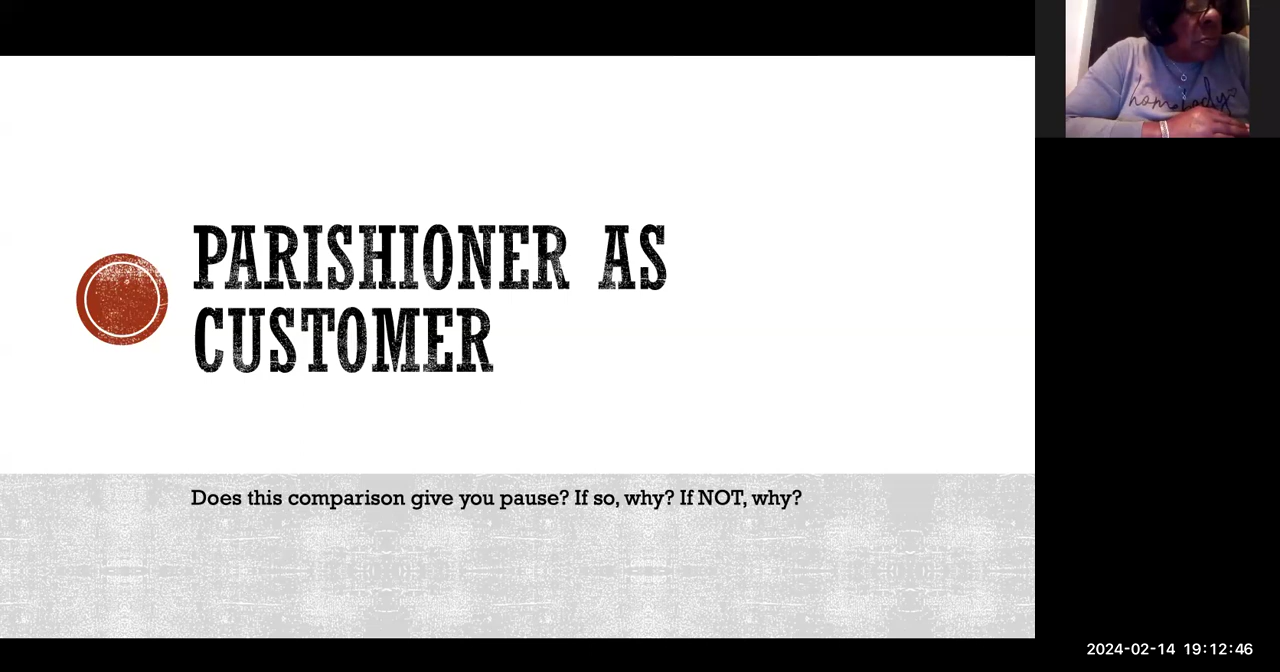 PARISHIONER AS
CUSTOMER
Does this comparison give you pause? If so, why? If NOT, why?
homebody
2024-02-14 19:12:46